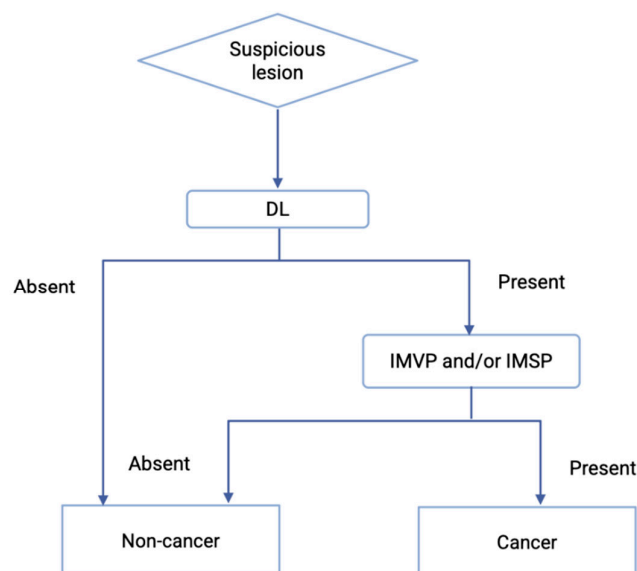 Suspicious
lesion
DL
Absent
Present
IMVP and/or IMSP
Absent
Present
Non-cancer
Cancer